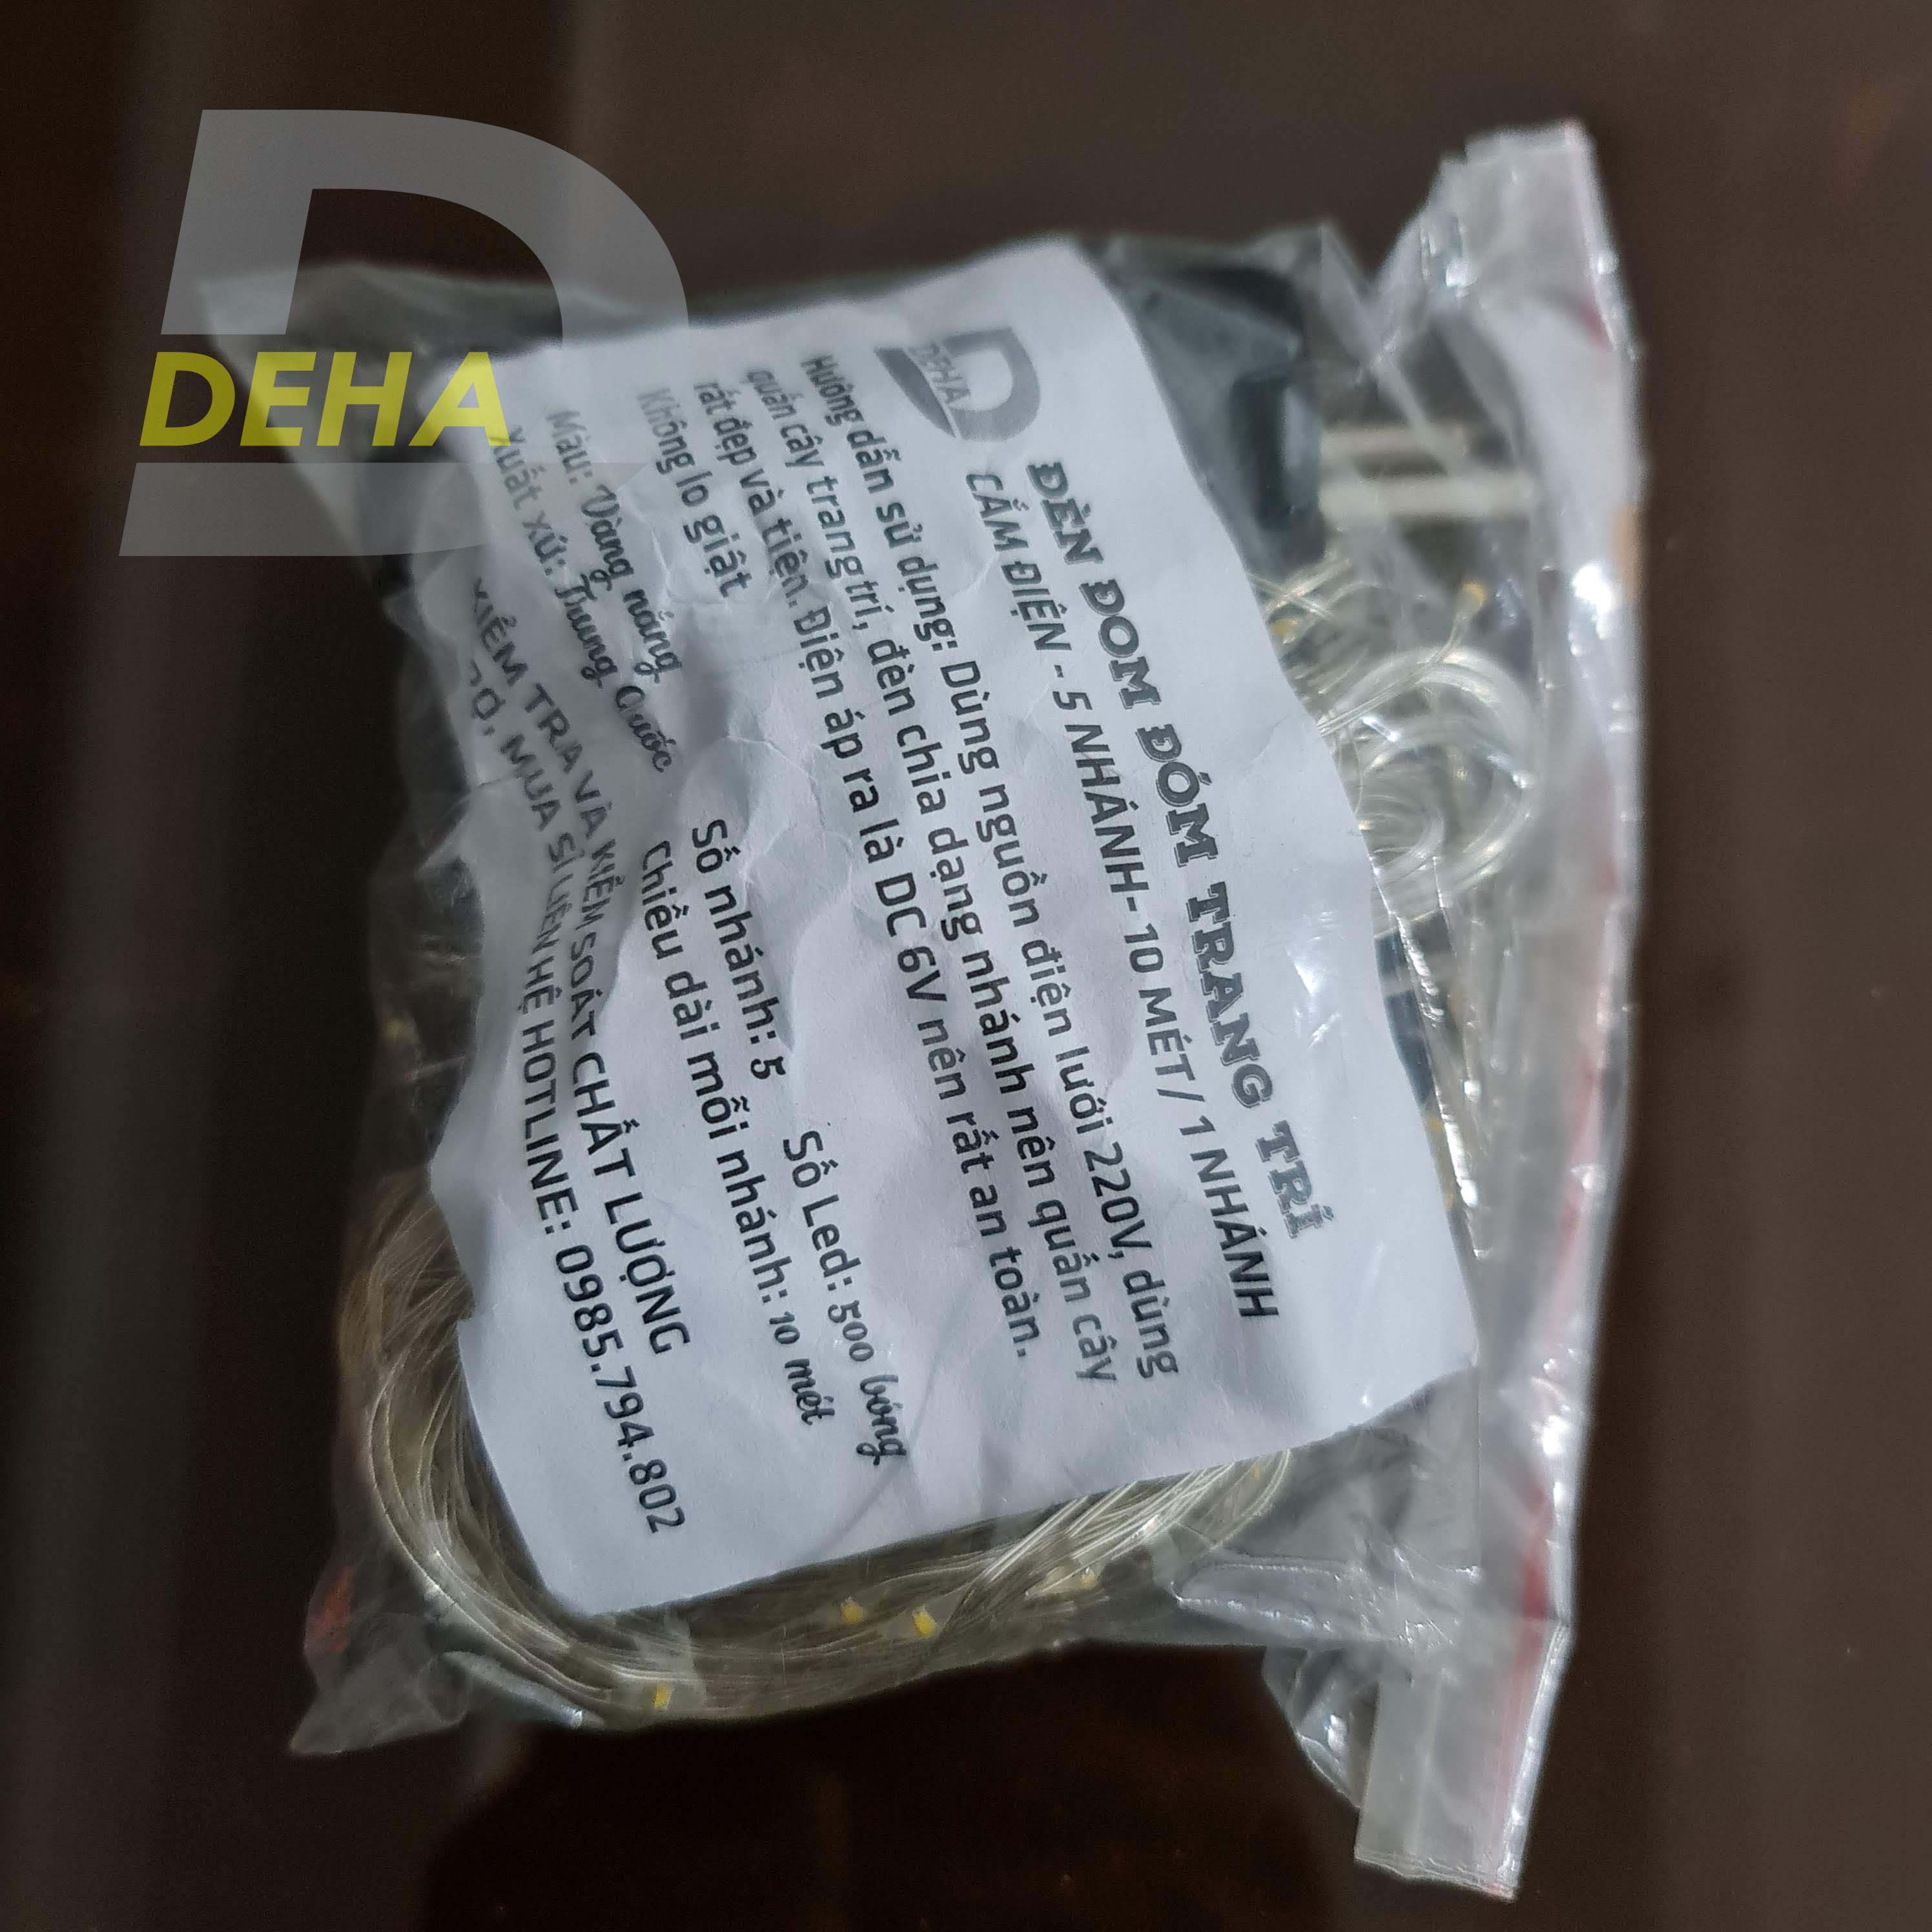 DEHA
DEHA
ĐÈN ĐOM ĐÓM TRANG TRÍ
CẮM ĐIỆN - 5 NHÁNH- 10 MÉT/ 1 NHÁNH
Hướng dẫn sử dụng: Dùng nguồn điện lưới 220V, dùng
quấn cây trang trí, đèn chia dạng nhánh nên quấn cây
rất đẹp và tiện. Điện áp ra là DC 6V nên rất an toàn.
Không lo giật
Số nhánh: 5 Số Led: 500 bóng
Màu: Vàng nắng Chiều dài mỗi nhánh: 10 mét
Xuất xứ: Trung Quốc
KIỂM TRA VÀ KIỂM SOÁT CHẤT LƯỢNG
MUA SỈ LIÊN HỆ HOTLINE: 0985.794.802